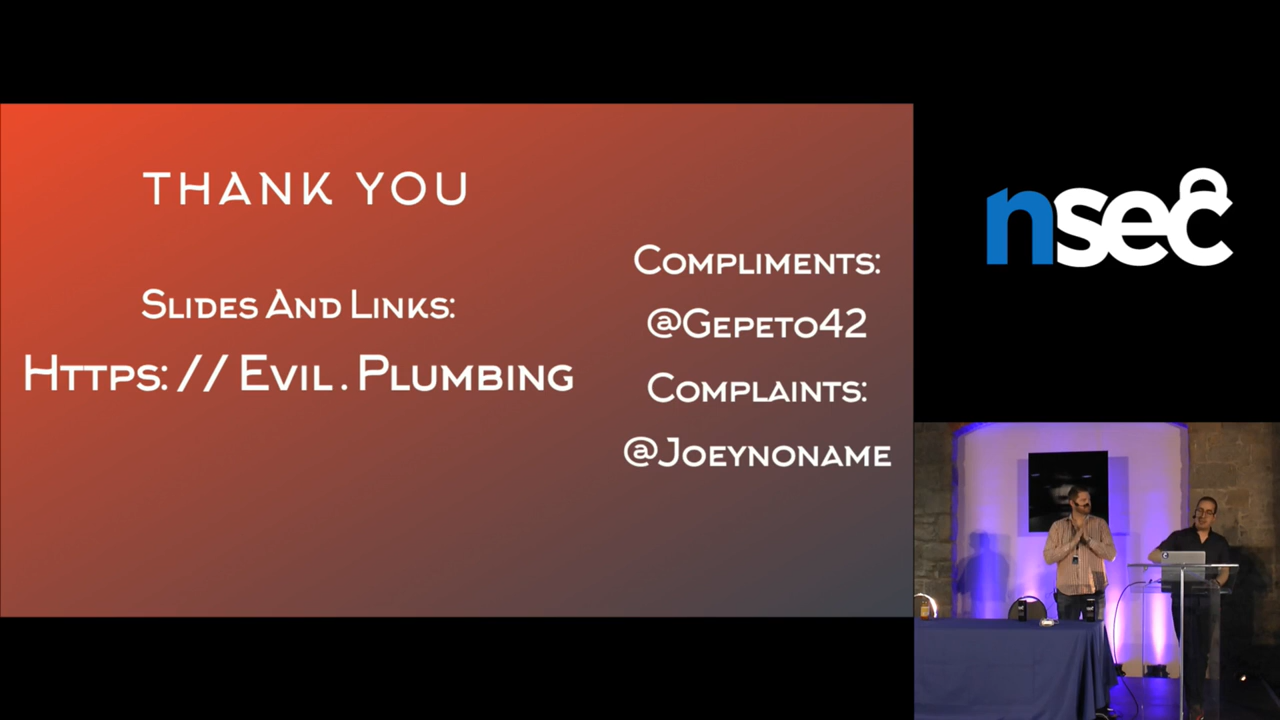 THANK YOU
Slides And Links:
Https: // Evil . Plumbing
Compliments:
@Gepeto42
Complaints:
@Joeynoname
nsec